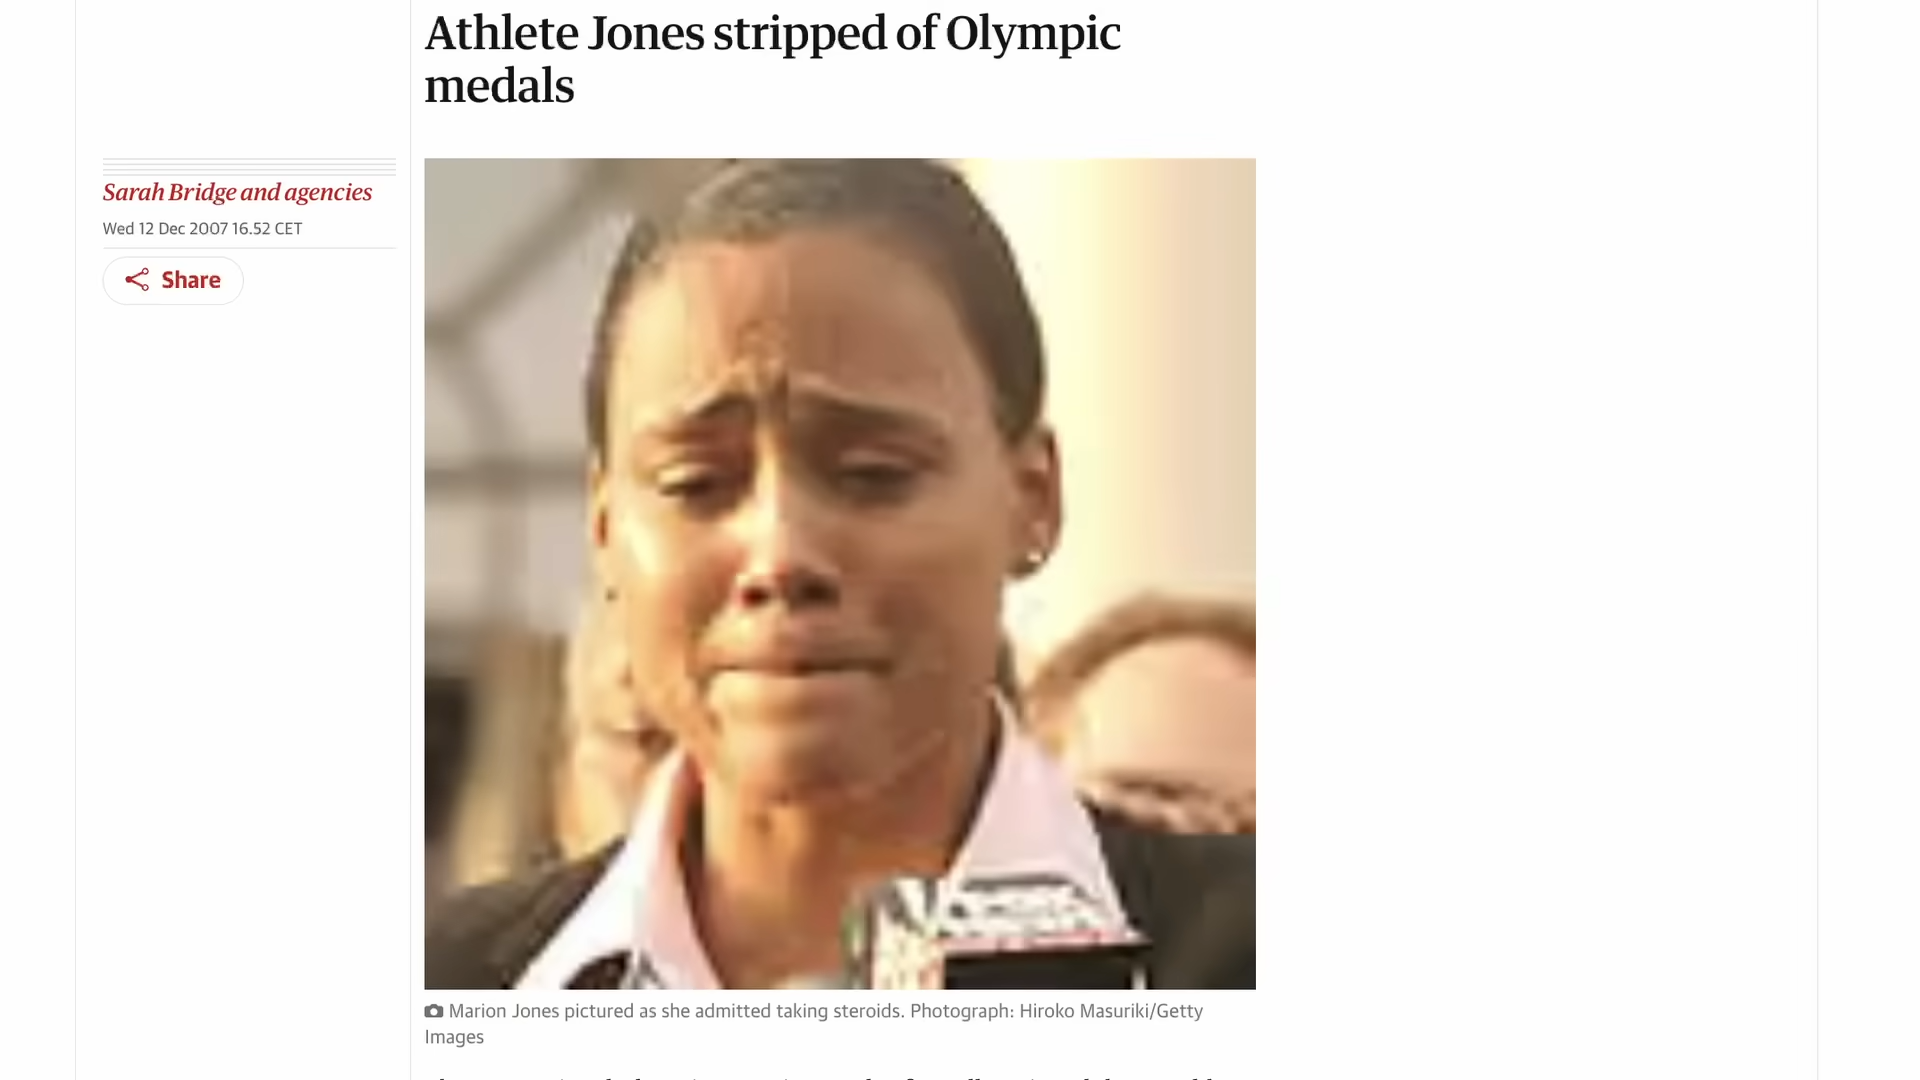 Athlete Jones stripped of Olympic
medals
Sarah Bridge and agencies
Wed 12 Dec 2007 16.52 CET
Share
Marion Jones pictured as she admitted taking steroids. Photograph: Hiroko Masuriki/Getty
Images